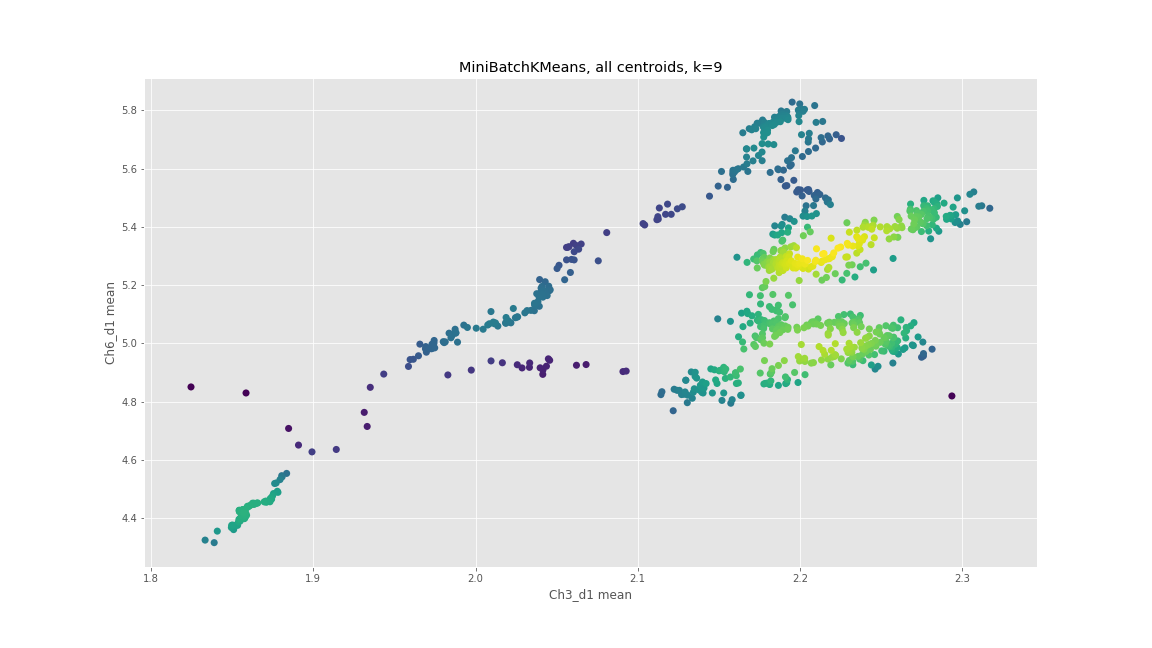 MiniBatchKMeans, all centroids, k=9
Ch6_d1 mean
5.8
5.6
5.4
5.2
5.0
4.8
4.6
4.4
1.8 1.9 2.0 2.1 2.2 2.3
Ch3_d1 mean